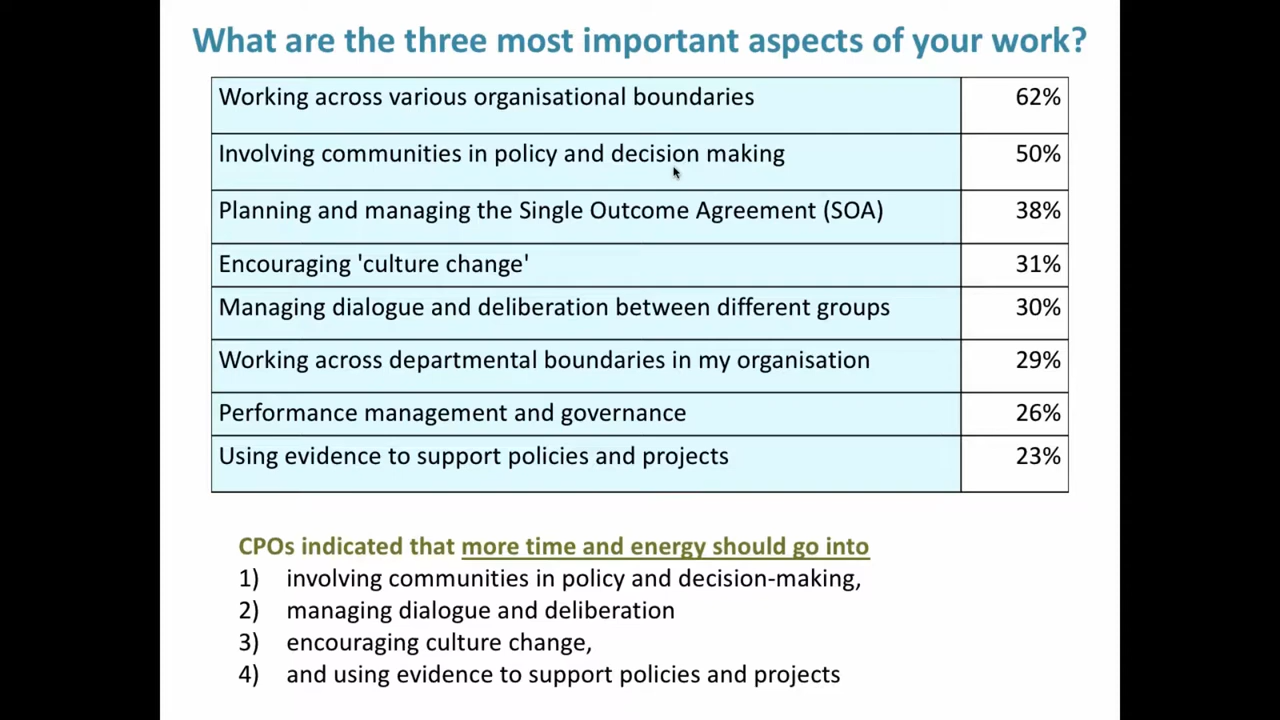 What are the three most important aspects of your work?
Working across various organisational boundaries 62%
Involving communities in policy and decision making 50%
Planning and managing the Single Outcome Agreement (SOA) 38%
Encouraging 'culture change' 31%
Managing dialogue and deliberation between different groups 30%
Working across departmental boundaries in my organisation 29%
Performance management and governance 26%
Using evidence to support policies and projects 23%
CPOs indicated that more time and energy should go into
1) involving communities in policy and decision-making,
2) managing dialogue and deliberation
3) encouraging culture change,
4) and using evidence to support policies and projects